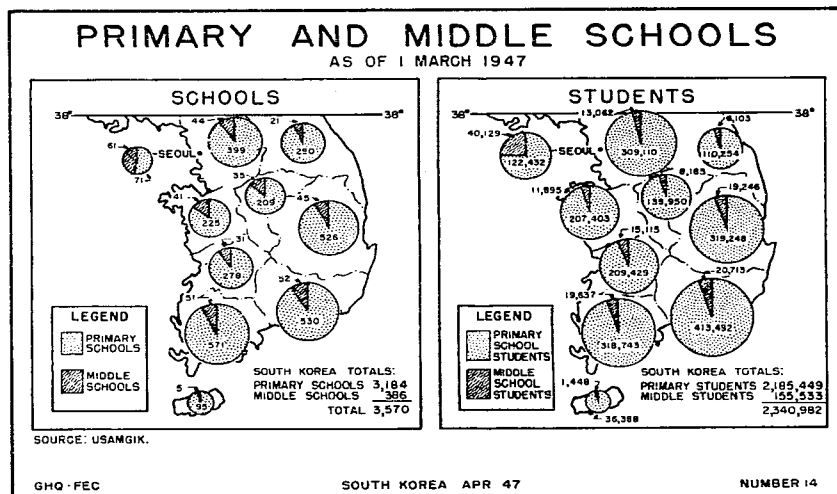 PRIMARY AND MIDDLE SCHOOLS
AS OF 1 MARCH 1947
SCHOOLS
38°
38°
44
399
21
280
61
SEOUL
71
35
209
41
225
45
526
31
278
52
530
51
571
5
95
LEGEND
PRIMARY
SCHOOLS
MIDDLE
SCHOOLS
SOUTH KOREA TOTALS:
PRIMARY SCHOOLS 3,184
MIDDLE SCHOOLS 386
TOTAL 3,570
STUDENTS
38°
38°
13,062
309,110
6,103
110,254
40,129
SEOUL
122,432
8,185
138,950
11,895
207,403
19,246
319,248
15,115
209,429
20,713
413,492
19,637
318,743
1,448
36,388
LEGEND
PRIMARY
SCHOOL
STUDENTS
MIDDLE
SCHOOL
STUDENTS
SOUTH KOREA TOTALS:
PRIMARY STUDENTS 2,185,449
MIDDLE STUDENTS 155,533
2,340,982
SOURCE: USAMGIK.
GHQ-FEC
SOUTH KOREA APR 47
NUMBER 14